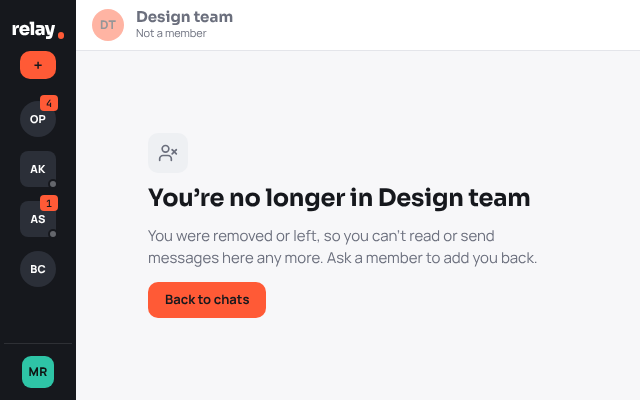 relay
+
4
OP
AK
1
AS
BC
MR
DT
Design team
Not a member
You’re no longer in Design team
You were removed or left, so you can’t read or send
messages here any more. Ask a member to add you back.
Back to chats